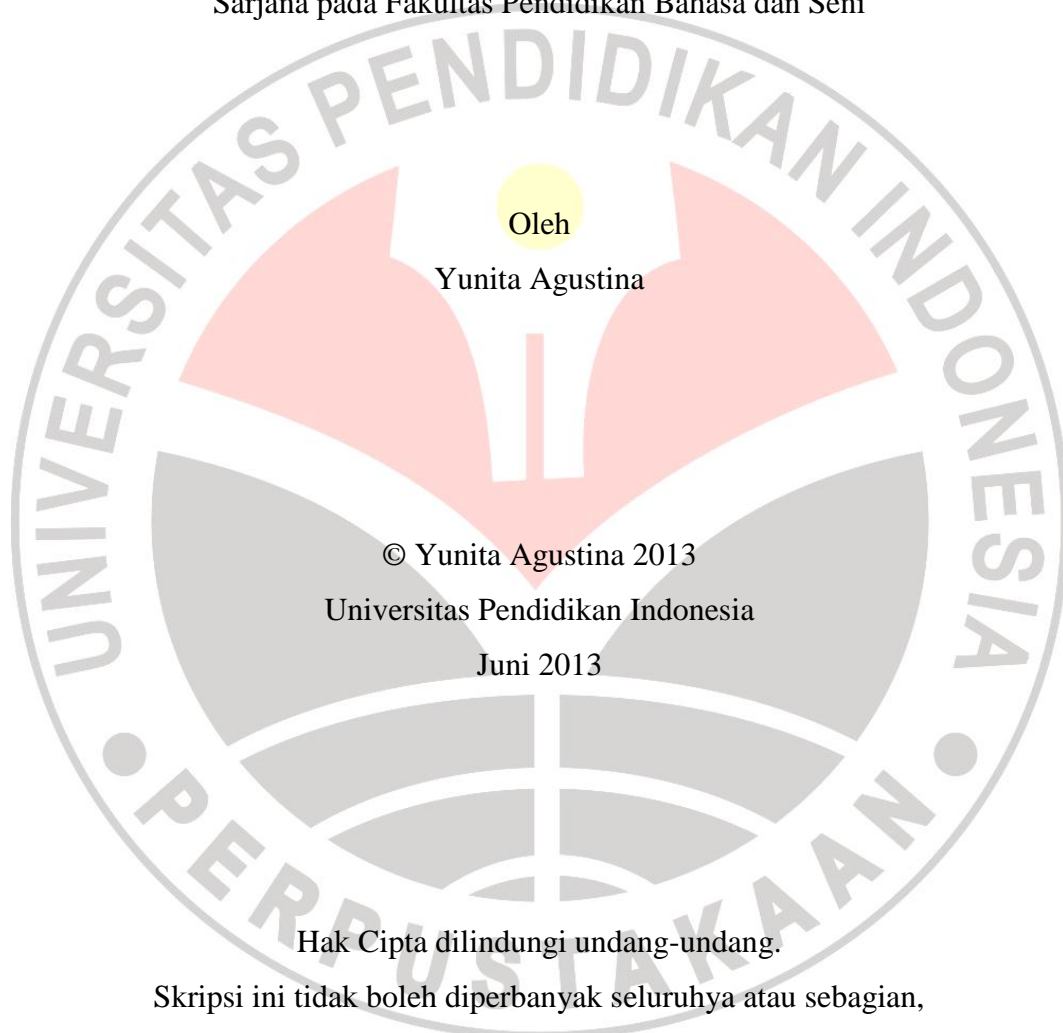 Sarjana pada Fakultas Pendidikan Bahasa dan Seni
UNIVERSITAS PENDIDIKAN INDONESIA
Oleh
Yunita Agustina
© Yunita Agustina 2013
Universitas Pendidikan Indonesia
Juni 2013
PERPUSTAKAAN
Hak Cipta dilindungi undang-undang.
Skripsi ini tidak boleh diperbanyak seluruhya atau sebagian,